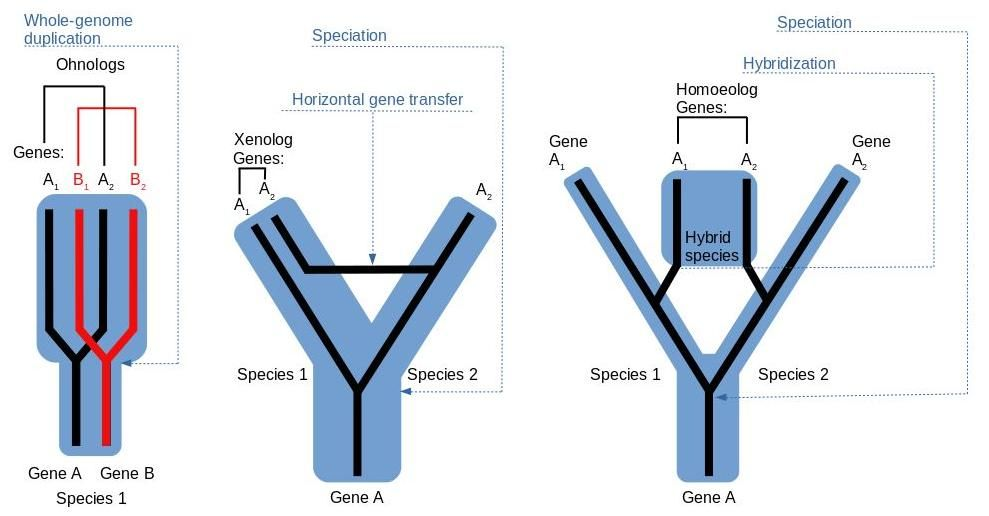 Whole-genome
duplication
Ohnologs
Genes:
A1 B1 A2 B2
Gene A Gene B
Species 1
Speciation
Horizontal gene transfer
Xenolog
Genes:
A1
A2
A2
Species 1
Species 2
Gene A
Speciation
Hybridization
Homoeolog
Genes:
Gene
A1
A1
A2
Gene
A2
Hybrid
species
Species 1
Species 2
Gene A